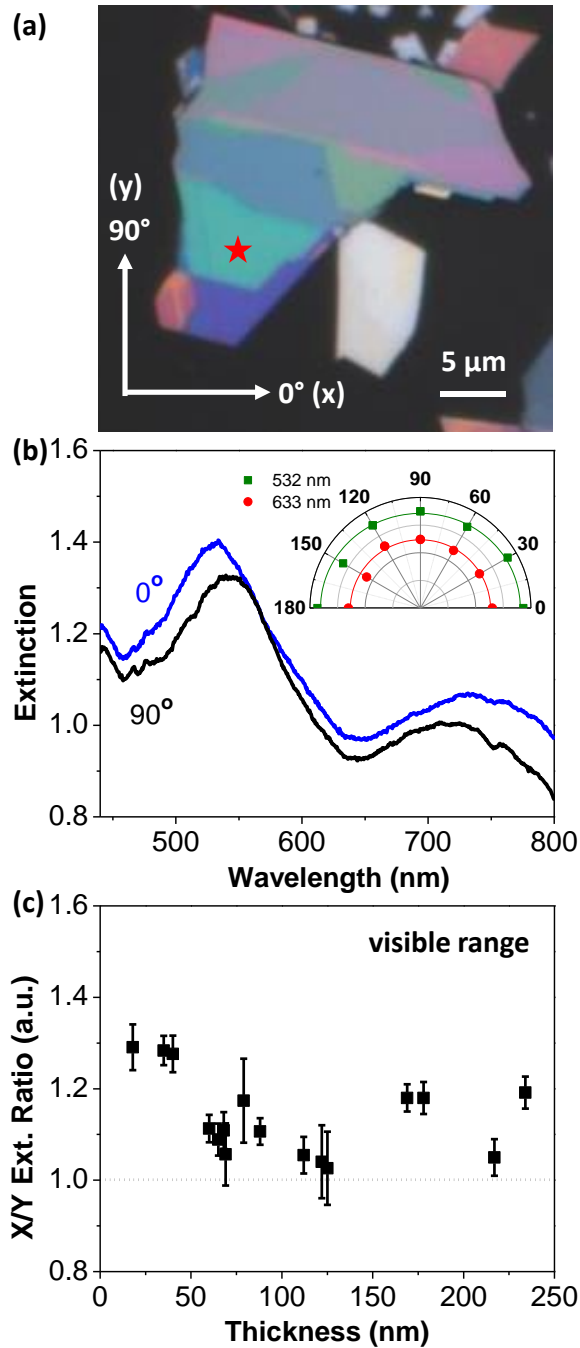 (a)
(y)
90°
0° (x)
5 μm
(b)
1.6
1.4
1.2
1.0
0.8
Extinction
0°
90°
532 nm
633 nm
90
120
60
150
30
180
0
500
600
700
800
Wavelength (nm)
(c)
visible range
1.6
1.4
1.2
1.0
0.8
X/Y Ext. Ratio (a.u.)
0
50
100
150
200
250
Thickness (nm)